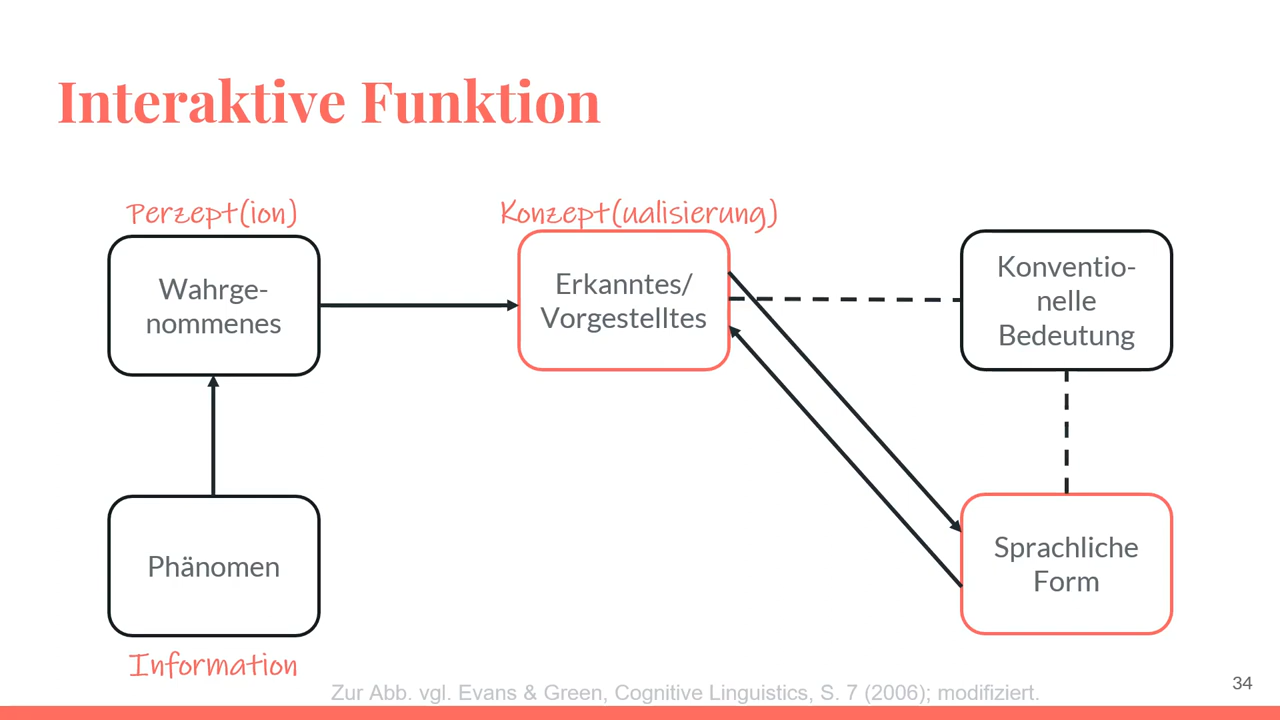 Interaktive Funktion
Perzept(ion)
Konzept(ualisierung)
Wahrge-
nommenes
Erkanntes/
Vorgestelltes
Konventio-
nelle
Bedeutung
Phänomen
Sprachliche
Form
Information
Zur Abb. vgl. Evans & Green, Cognitive Linguistics, S. 7 (2006); modifiziert.
34